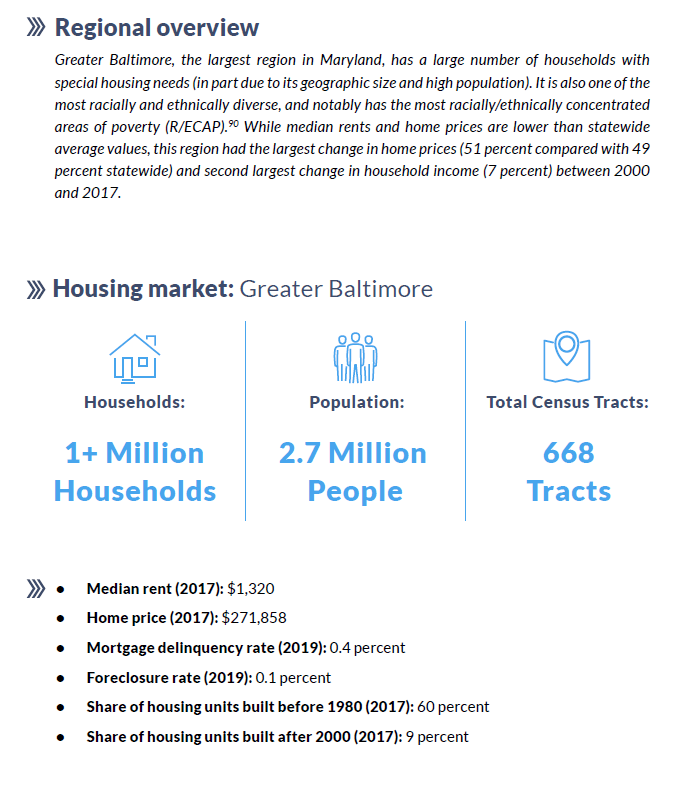 Regional overview
Greater Baltimore, the largest region in Maryland, has a large number of households with
special housing needs (in part due to its geographic size and high population). It is also one of the
most racially and ethnically diverse, and notably has the most racially/ethnically concentrated
areas of poverty (R/ECAP).⁹⁰ While median rents and home prices are lower than statewide
average values, this region had the largest change in home prices (51 percent compared with 49
percent statewide) and second largest change in household income (7 percent) between 2000
and 2017.
Housing market: Greater Baltimore
Households:
1+ Million
Households
Population:
2.7 Million
People
Total Census Tracts:
668
Tracts
● Median rent (2017): $1,320
● Home price (2017): $271,858
● Mortgage delinquency rate (2019): 0.4 percent
● Foreclosure rate (2019): 0.1 percent
● Share of housing units built before 1980 (2017): 60 percent
● Share of housing units built after 2000 (2017): 9 percent